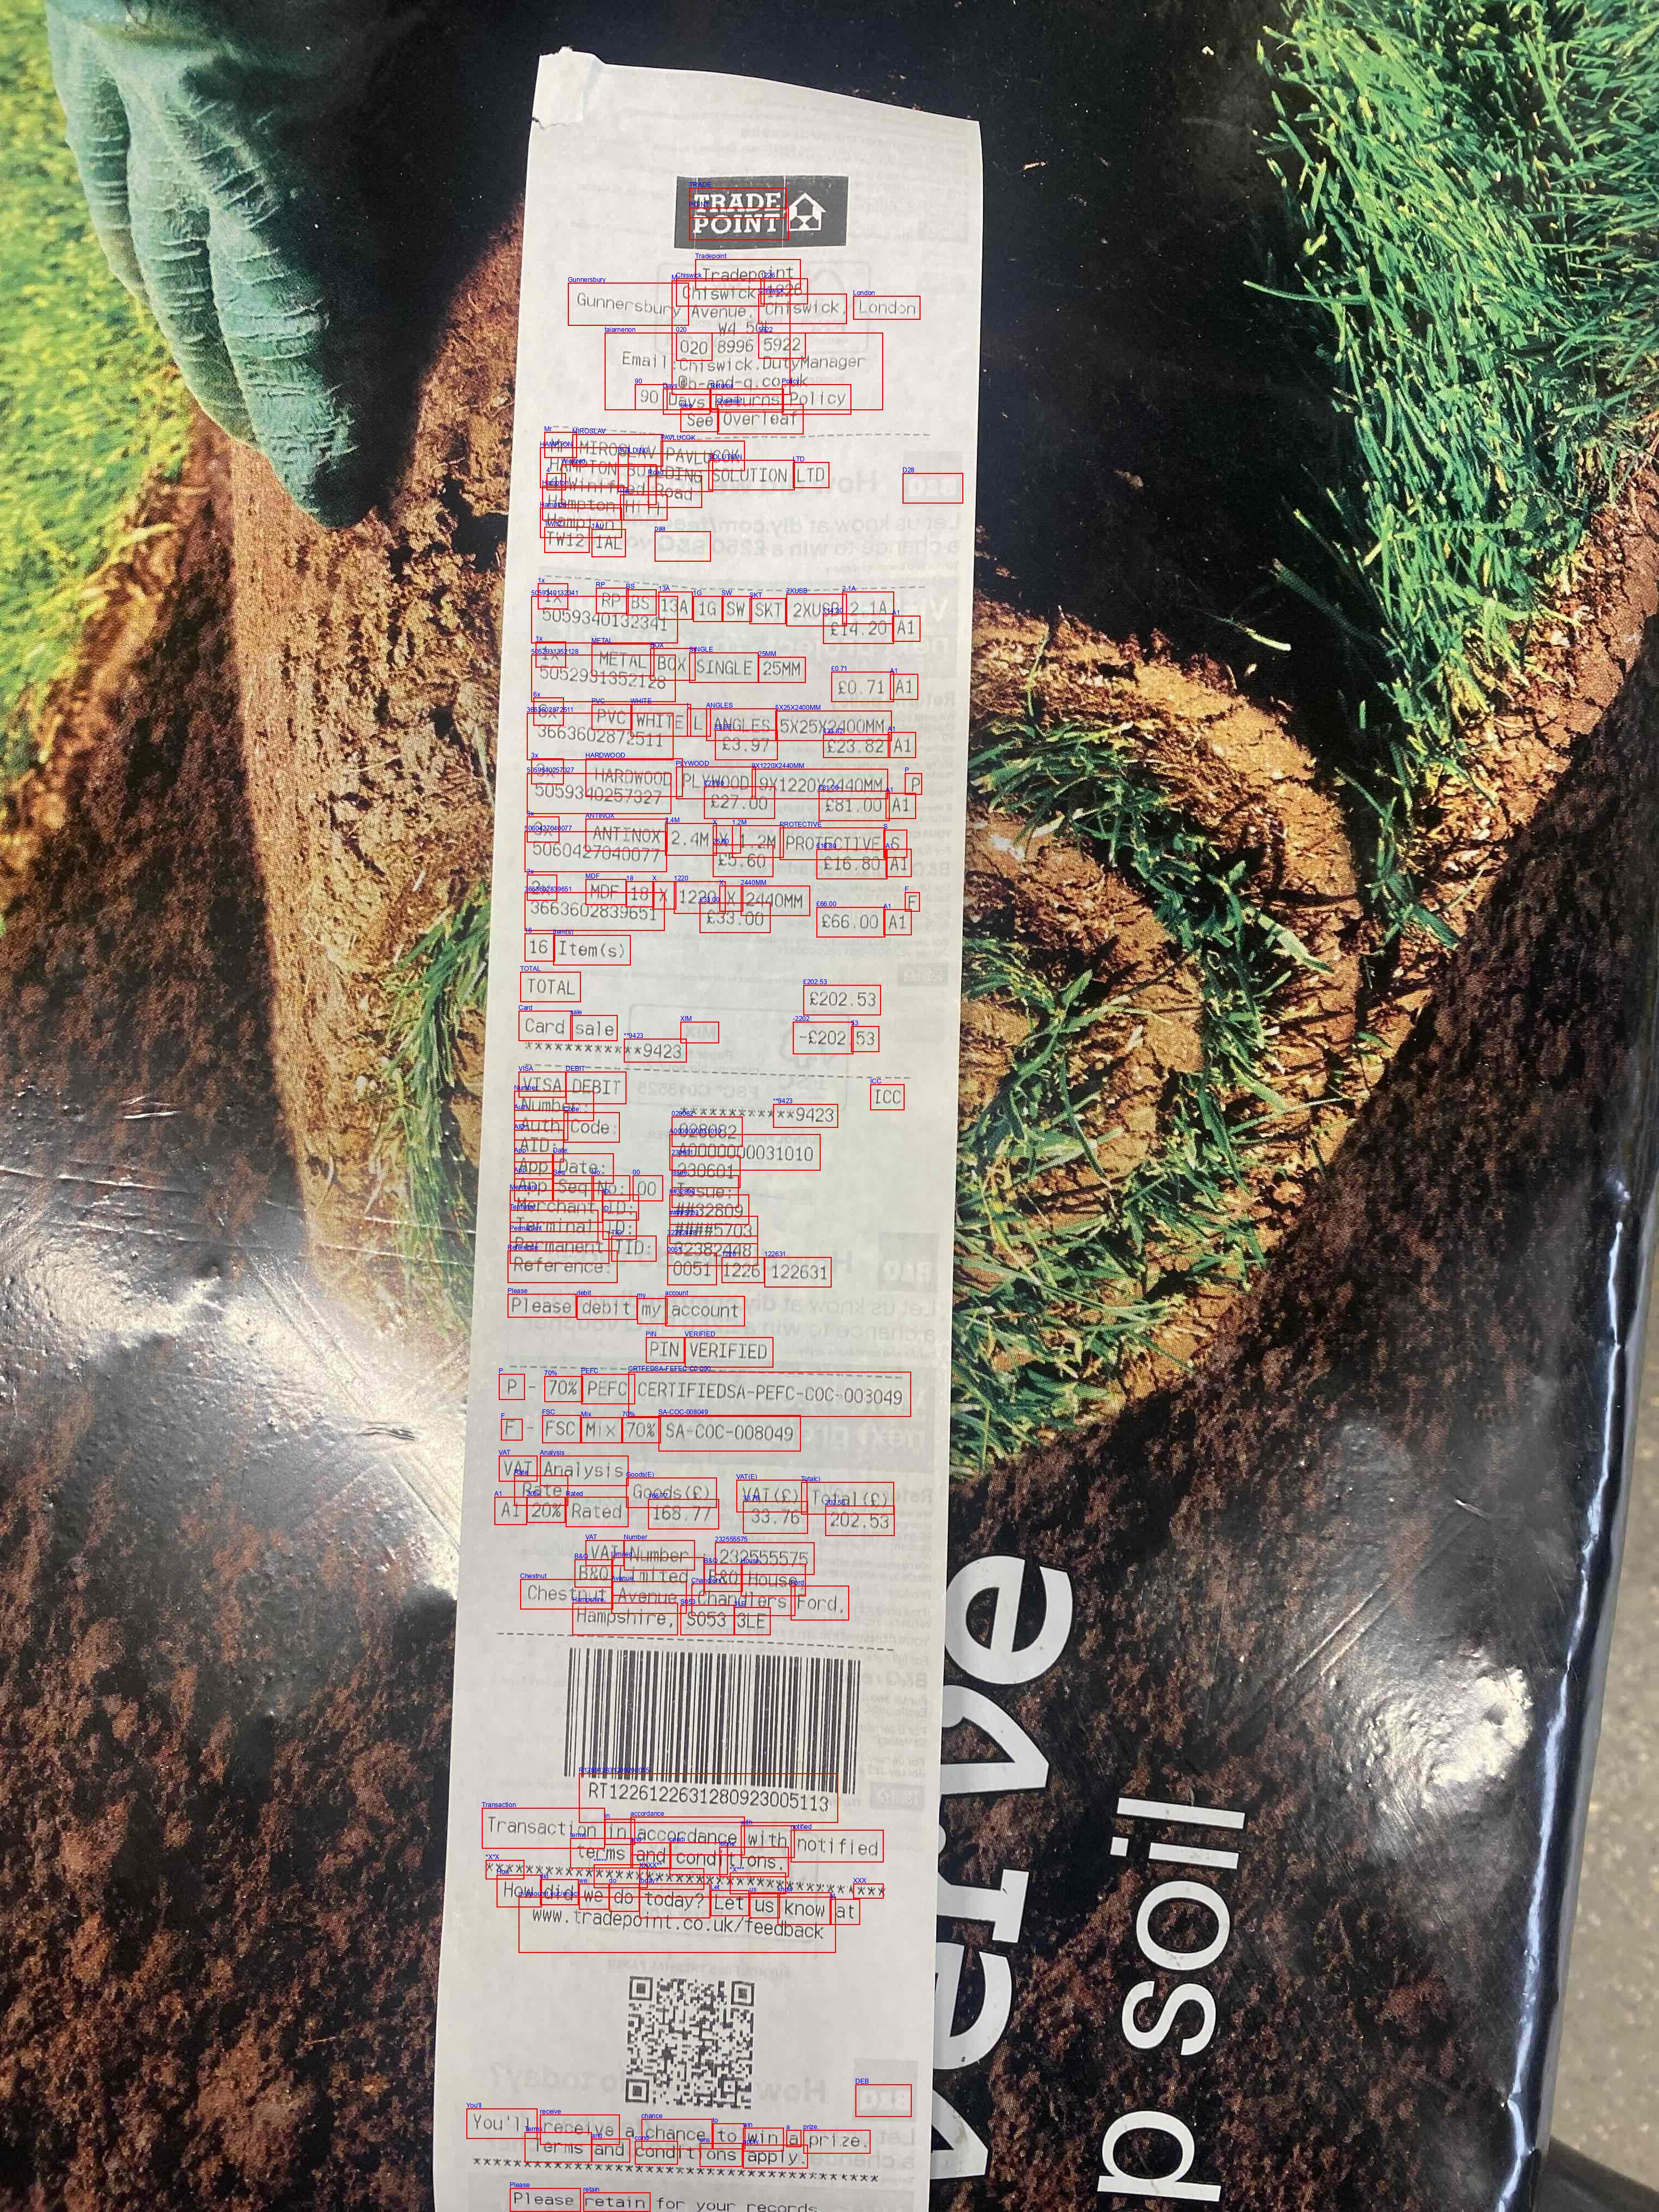 TRADE
POINT
Tradepoint
Chiswick 1226
Gunnersbury Avenue, Chiswick, London
W4 5
020 8996 5922
Email:Chiswick.DutyManager
@b-and-q.co.uk
90 Days Returns Policy
See Overleaf
Mr MIROSLAV PAVLUCOK
HAMPTON BUILDING SOLUTION LTD
Winifred Road
Hampton Hill
Hampton
TW12 1AL
1x RP BS 13A 1G SW SKT 2XUSB 2.1A
5059340132341 £14.20 A1
1x METAL BOX SINGLE 25MM
5052931352128 £0.71 A1
6x PVC WHITE L ANGLES 5X25X2400MM
3663602872511 £3.97 £23.82 A1
3x HARDWOOD PLYWOOD 9X1220X2440MM P
5059340257327 £27.00 £81.00 A1
3x ANTINOX 2.4M X 1.2M PROTECTIVE S
5060427040077 £5.60 £16.80 A1
2x MDF 18 X 1220 X 2440MM F
3663602839651 £33.00 £66.00 A1
16 Item(s)
TOTAL £202.53
Card sale -£202.53
************9423
VISA DEBIT ICC
Number: ************9423
Auth Code: 028082
AID: A0000000031010
App Date: 230601
App Seq No: 00 Issue:
Merchant ID: ##32809
Terminal ID: ####5703
Permanent TID: 02382448
Reference: 0051 1226 122631
Please debit my account
PIN VERIFIED
P - 70% PEFC CERTIFIEDSA-PEFC-COC-003049
F - FSC Mix 70% SA-COC-008049
VAT Analysis
Rate Goods(£) VAT(£) Total(£)
A1 20% Rated 168.77 33.76 202.53
VAT Number 232555575
B&Q Limited, B&Q House,
Chestnut Avenue, Chandlers Ford,
Hampshire, SO53 3LE
RT1226122631280923005113
Transaction in accordance with notified
terms and conditions.
****************************************
How did we do today? Let us know at
www.tradepoint.co.uk/feedback
You'll receive a chance to win a prize.
Terms and conditions apply.
****************************************
Please retain for your records
p soil